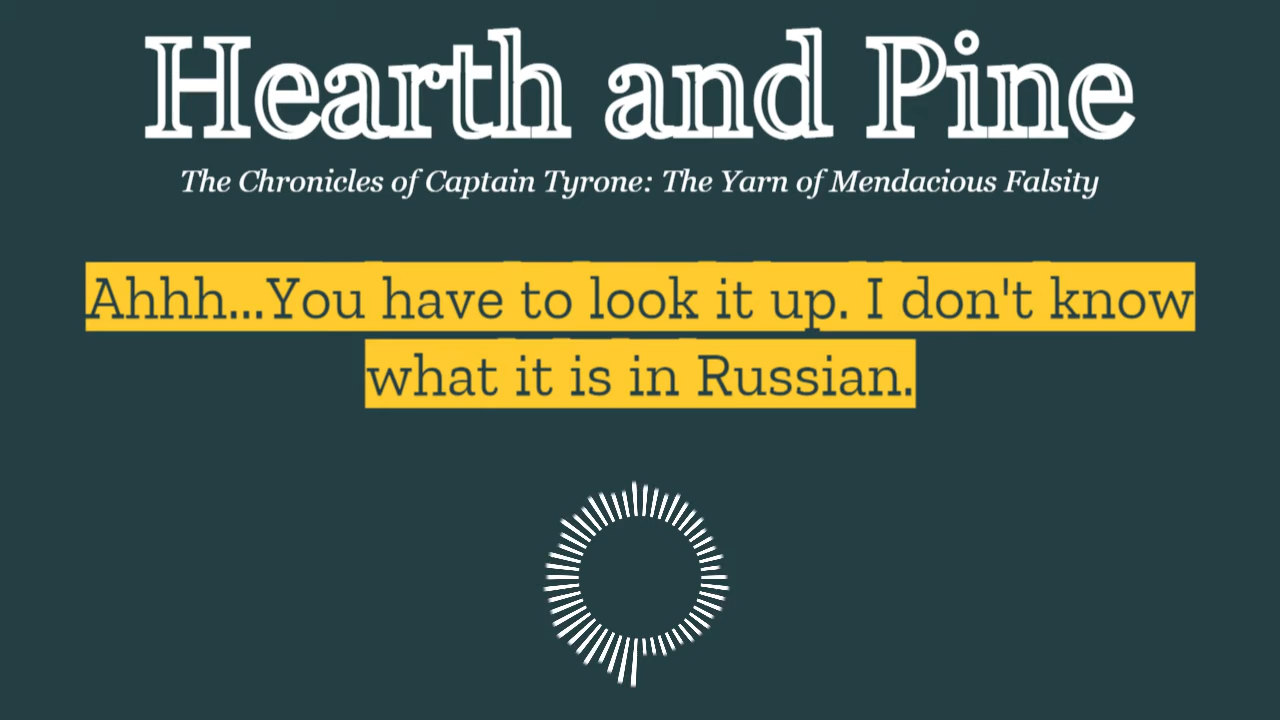 Hearth and Pine
The Chronicles of Captain Tyrone: The Yarn of Mendacious Falsity
Ahhh...You have to look it up. I don't know
what it is in Russian.